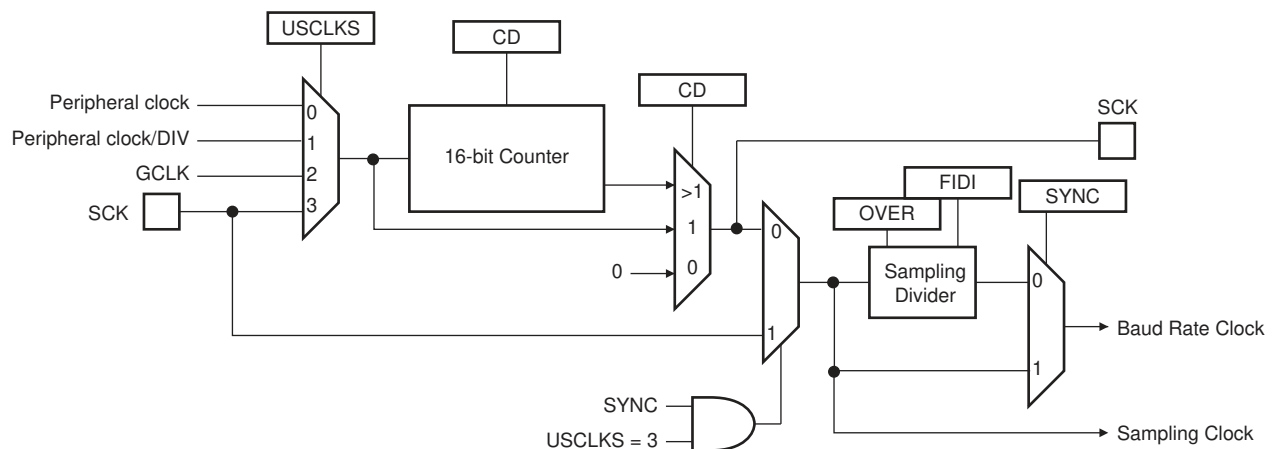 USCLKS
CD
CD
SCK
Peripheral clock
0
Peripheral clock/DIV
1
16-bit Counter
GCLK
2
SCK
3
>1
1
0
0
FIDI
OVER
SYNC
0
Sampling
Divider
0
1
1
Baud Rate Clock
SYNC
USCLKS = 3
Sampling Clock